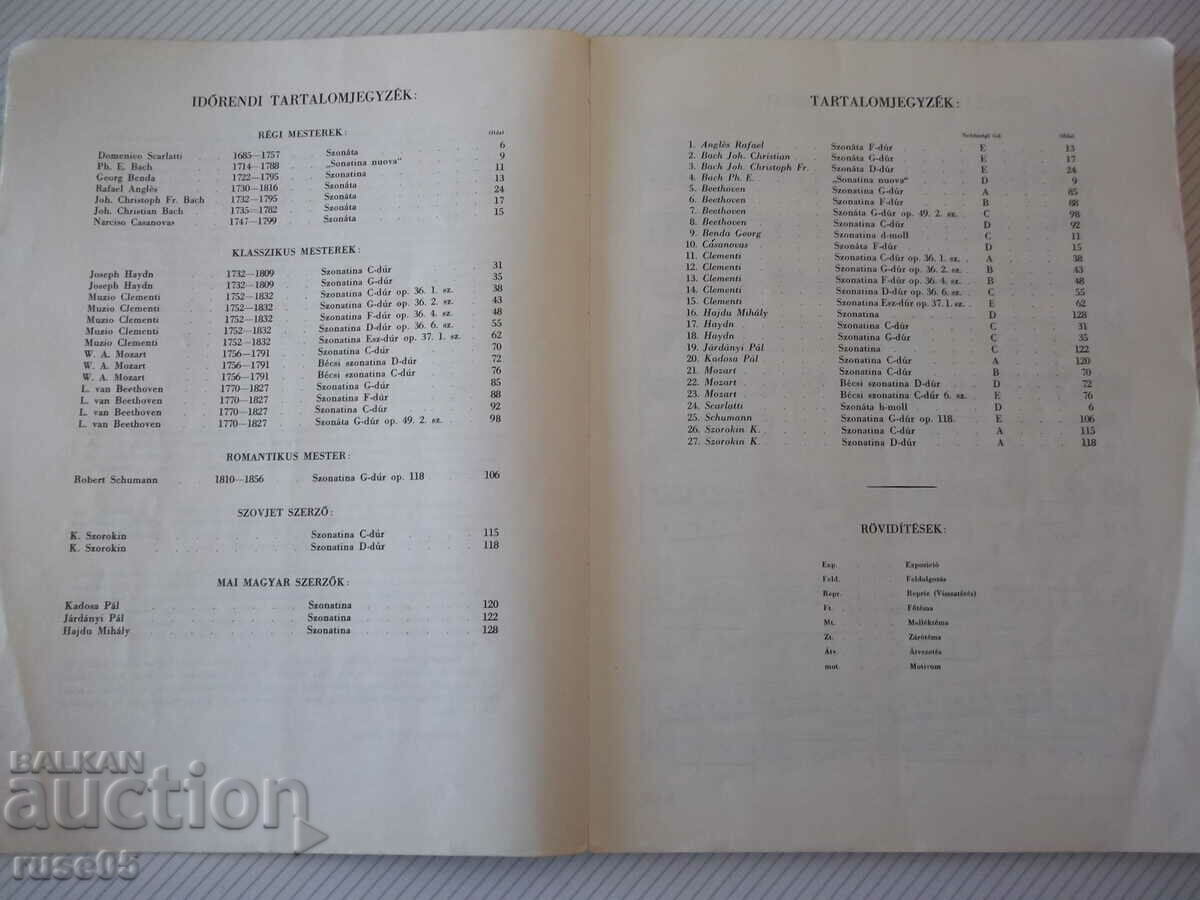 IDŐRENDI TARTALOMJEGYZÉK:
RÉGI MESTEREK:
Oldal
Domenico Scarlatti 1685—1757 Szonáta 6
Ph. E. Bach 1714—1788 „Sonatina nuova“ 9
Georg Benda 1722—1795 Szonatina 11
Rafael Anglès 1730—1816 Szonáta 13
Joh. Christoph Fr. Bach 1732—1795 Szonáta 24
Joh. Christian Bach 1735—1782 Szonáta 17
Narciso Casanovas 1747—1799 Szonáta 15
KLASSZIKUS MESTEREK:
Joseph Haydn 1732—1809 Szonatina C-dúr 31
Joseph Haydn 1732—1809 Szonatina G-dúr 35
Muzio Clementi 1752—1832 Szonatina C-dúr op. 36. 1. sz. 38
Muzio Clementi 1752—1832 Szonatina G-dúr op. 36. 2. sz. 43
Muzio Clementi 1752—1832 Szonatina F-dúr op. 36. 4. sz. 48
Muzio Clementi 1752—1832 Szonatina D-dúr op. 36. 6. sz. 55
Muzio Clementi 1752—1832 Szonatina Esz-dúr op. 37. 1. sz. 62
W. A. Mozart 1756—1791 Szonatina C-dúr 70
W. A. Mozart 1756—1791 Bécsi szonatina D-dúr 72
W. A. Mozart 1756—1791 Bécsi szonatina C-dúr 76
L. van Beethoven 1770—1827 Szonatina G-dúr 85
L. van Beethoven 1770—1827 Szonatina F-dúr 88
L. van Beethoven 1770—1827 Szonatina C-dúr 92
L. van Beethoven 1770—1827 Szonáta G-dúr op. 49. 2. sz. 98
ROMANTIKUS MESTER:
Robert Schumann 1810—1856 Szonatina G-dúr op. 118 106
SZOVJET SZERZŐ:
K. Szorokin Szonatina C-dúr 115
K. Szorokin Szonatina D-dúr 118
MAI MAGYAR SZERZŐK:
Kadosa Pál Szonatina 120
Járdányi Pál Szonatina 122
Hajdu Mihály Szonatina 128
TARTALOMJEGYZÉK:
Nehézségi fok Oldal
1. Anglès Rafael Szonáta F-dúr E 13
2. Bach Joh. Christian Szonáta G-dúr E 17
3. Bach Joh. Christoph Fr. Szonáta D-dúr E 24
4. Bach Ph. E. „Sonatina nuova“ D 9
5. Beethoven Szonatina G-dúr A 85
6. Beethoven Szonatina F-dúr B 88
7. Beethoven Szonáta G-dúr op. 49. 2. sz. C 98
8. Beethoven Szonatina C-dúr D 92
9. Benda Georg Szonatina d-moll C 11
10. Cásanovas Szonáta F-dúr D 15
11. Clementi Szonatina C-dúr op. 36. 1. sz. A 38
12. Clementi Szonatina G-dúr op. 36. 2. sz. B 43
13. Clementi Szonatina F-dúr op. 36. 4. sz. B 48
14. Clementi Szonatina D-dúr op. 36. 6. sz. C 55
15. Clementi Szonatina Esz-dúr op. 37. 1. sz. E 62
16. Hajdu Mihály Szonatina D 128
17. Haydn Szonatina C-dúr C 31
18. Haydn Szonatina G-dúr C 35
19. Járdányi Pál Szonatina C 122
20. Kadosa Pál Szonatina C-dúr A 120
21. Mozart Szonatina C-dúr B 70
22. Mozart Bécsi szonatina D-dúr D 72
23. Mozart Bécsi szonatina C-dúr 6. sz. E 76
24. Scarlatti Szonáta h-moll D 6
25. Schumann Szonatina G-dúr op. 118. E 106
26. Szorokin K. Szonatina C-dúr A 115
27. Szorokin K. Szonatina D-dúr A 118
RÖVIDÍTÉSEK:
Exp. Expozició
Feld. Feldolgozás
Repr. Repriz (Visszatérés)
Ft. Főtéma
Mt. Melléktéma
Zt. Zárótéma
Átv. Átvezetés
mot. Motivum
BALKAN
auction
ruse05